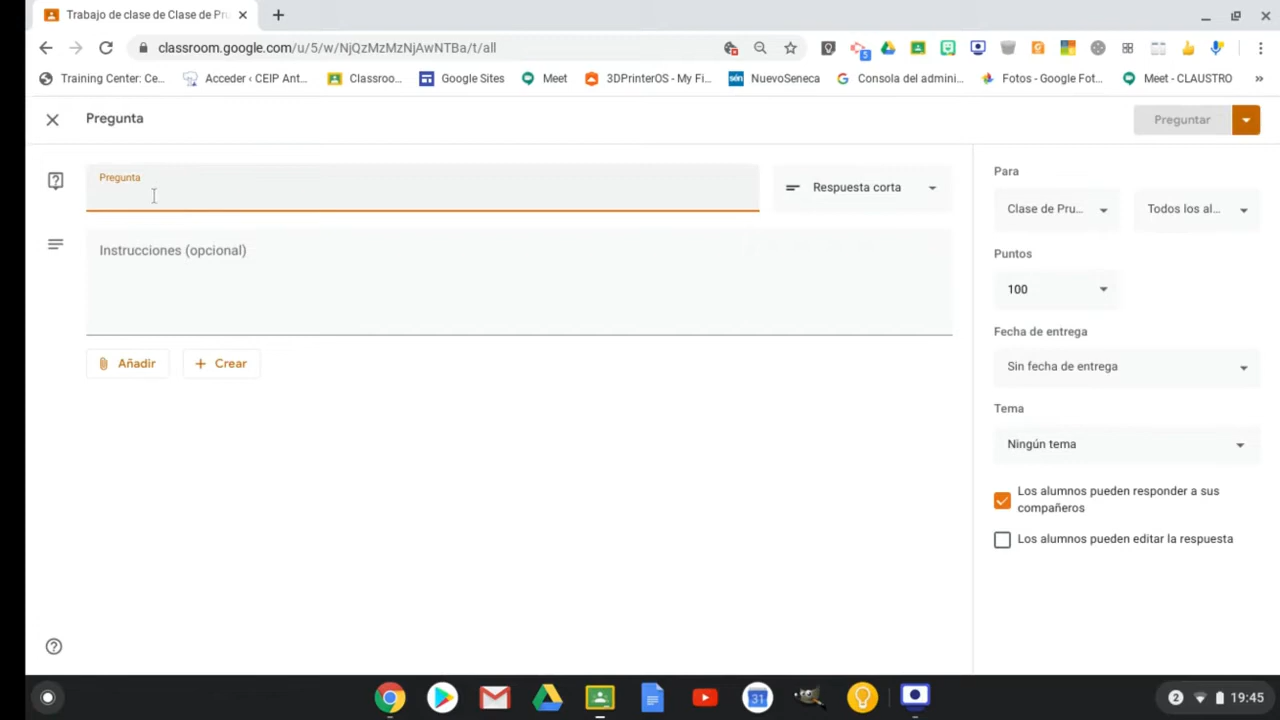 Trabajo de clase de Clase de Pru
classroom.google.com/u/5/w/NjQzMzMzNjAwNTBa/t/all
5
Training Center: Ce...
Acceder ‹ CEIP Ant...
Classroo...
Google Sites
Meet
3DPrinterOS - My Fi...
NuevoSeneca
Consola del admini...
Fotos - Google Fot...
Meet - CLAUSTRO
»
Pregunta
Preguntar
Pregunta
Respuesta corta
Instrucciones (opcional)
Añadir
Crear
Para
Clase de Pru...
Todos los al...
Puntos
100
Fecha de entrega
Sin fecha de entrega
Tema
Ningún tema
Los alumnos pueden responder a sus
compañeros
Los alumnos pueden editar la respuesta
31
2
19:45